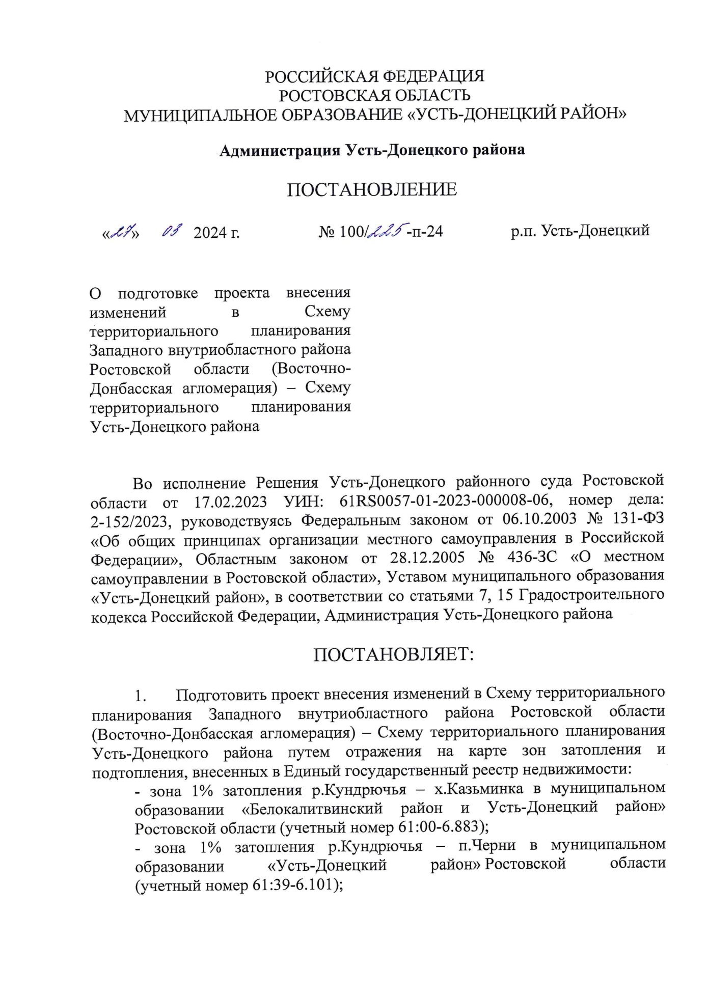 РОССИЙСКАЯ ФЕДЕРАЦИЯ
РОСТОВСКАЯ ОБЛАСТЬ
МУНИЦИПАЛЬНОЕ ОБРАЗОВАНИЕ «УСТЬ-ДОНЕЦКИЙ РАЙОН»
Администрация Усть-Донецкого района
ПОСТАНОВЛЕНИЕ
«27» 03 2024 г. № 100/225-п-24 р.п. Усть-Донецкий
О подготовке проекта внесения
изменений в Схему
территориального планирования
Западного внутриобластного района
Ростовской области (Восточно-
Донбасская агломерация) – Схему
территориального планирования
Усть-Донецкого района
Во исполнение Решения Усть-Донецкого районного суда Ростовской
области от 17.02.2023 УИН: 61RS0057-01-2023-000008-06, номер дела:
2-152/2023, руководствуясь Федеральным законом от 06.10.2003 № 131-ФЗ
«Об общих принципах организации местного самоуправления в Российской
Федерации», Областным законом от 28.12.2005 № 436-ЗС «О местном
самоуправлении в Ростовской области», Уставом муниципального образования
«Усть-Донецкий район», в соответствии со статьями 7, 15 Градостроительного
кодекса Российской Федерации, Администрация Усть-Донецкого района
ПОСТАНОВЛЯЕТ:
1. Подготовить проект внесения изменений в Схему территориального
планирования Западного внутриобластного района Ростовской области
(Восточно-Донбасская агломерация) – Схему территориального планирования
Усть-Донецкого района путем отражения на карте зон затопления и
подтопления, внесенных в Единый государственный реестр недвижимости:
- зона 1% затопления р.Кундрючья – х.Казьминка в муниципальном
образовании «Белокалитвинский район и Усть-Донецкий район»
Ростовской области (учетный номер 61:00-6.883);
- зона 1% затопления р.Кундрючья – п.Черни в муниципальном
образовании «Усть-Донецкий район» Ростовской области
(учетный номер 61:39-6.101);